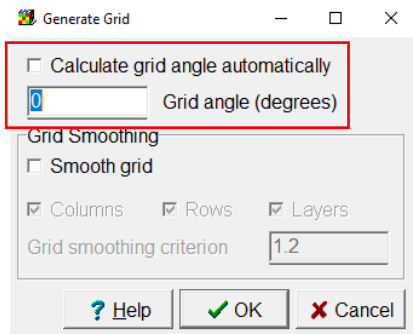 Generate Grid
Calculate grid angle automatically
0 Grid angle (degrees)
Grid Smoothing
Smooth grid
Columns Rows Layers
Grid smoothing criterion 1.2
? Help OK Cancel